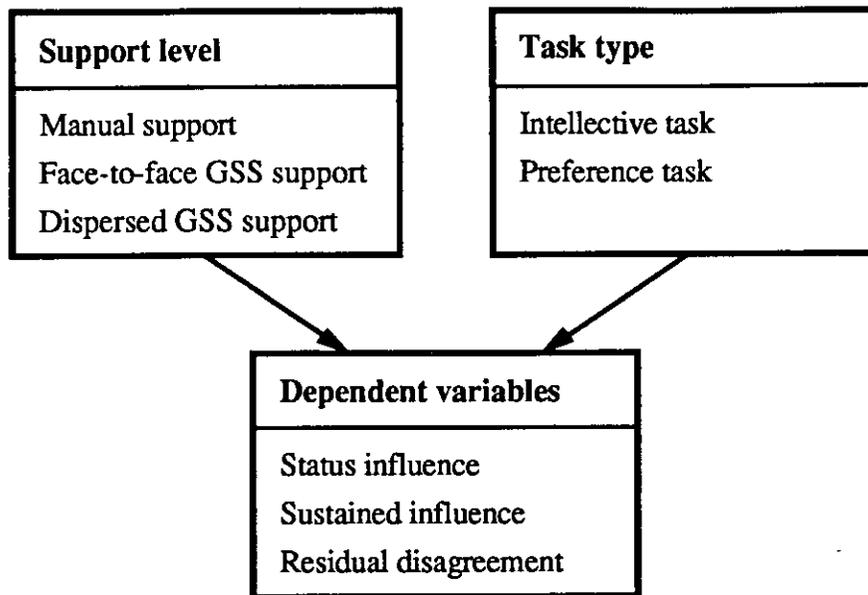 Support level
Manual support
Face-to-face GSS support
Dispersed GSS support
Task type
Intellective task
Preference task
Dependent variables
Status influence
Sustained influence
Residual disagreement